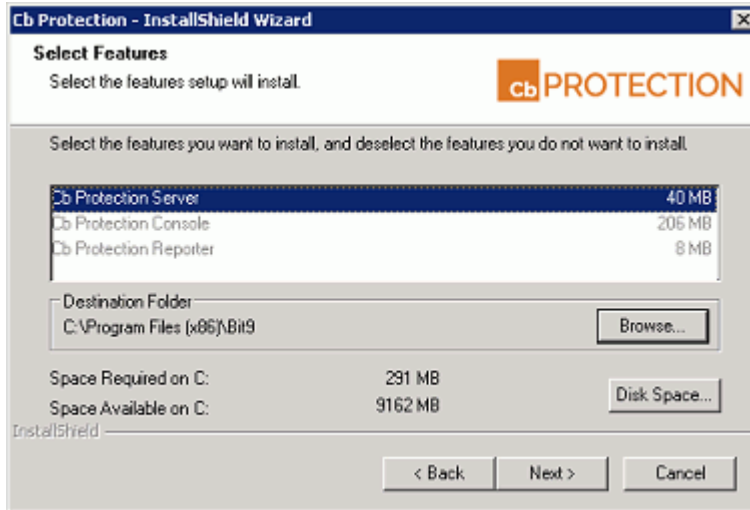 Cb Protection - InstallShield Wizard
Select Features
Select the features setup will install.
Cb PROTECTION
Select the features you want to install, and deselect the features you do not want to install.
Cb Protection Server 40 MB
Cb Protection Console 206 MB
Cb Protection Reporter 8 MB
Destination Folder
C:\Program Files (x86)\Bit9
Browse...
Space Required on C: 291 MB
Space Available on C: 9162 MB
Disk Space...
InstallShield
< Back Next > Cancel